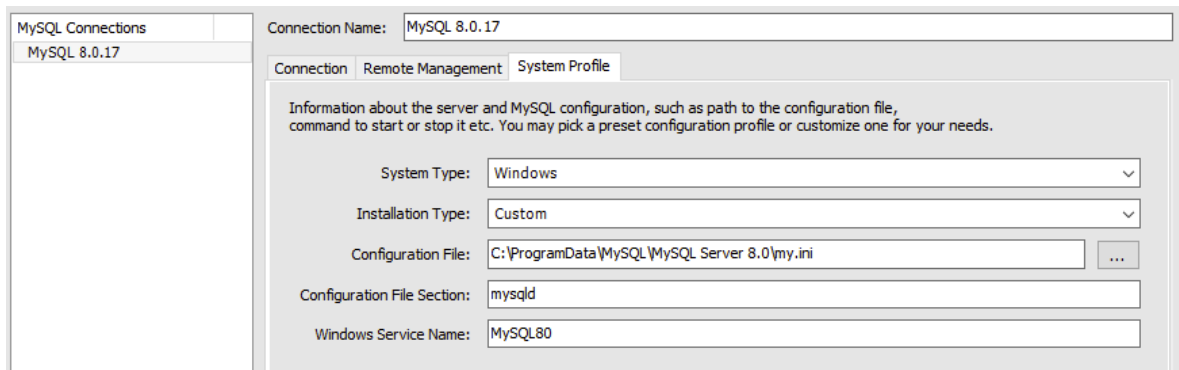 MySQL Connections
MySQL 8.0.17
Connection Name: MySQL 8.0.17
Connection Remote Management System Profile
Information about the server and MySQL configuration, such as path to the configuration file,
command to start or stop it etc. You may pick a preset configuration profile or customize one for your needs.
System Type: Windows
Installation Type: Custom
Configuration File: C:\ProgramData\MySQL\MySQL Server 8.0\my.ini ...
Configuration File Section: mysqld
Windows Service Name: MySQL80